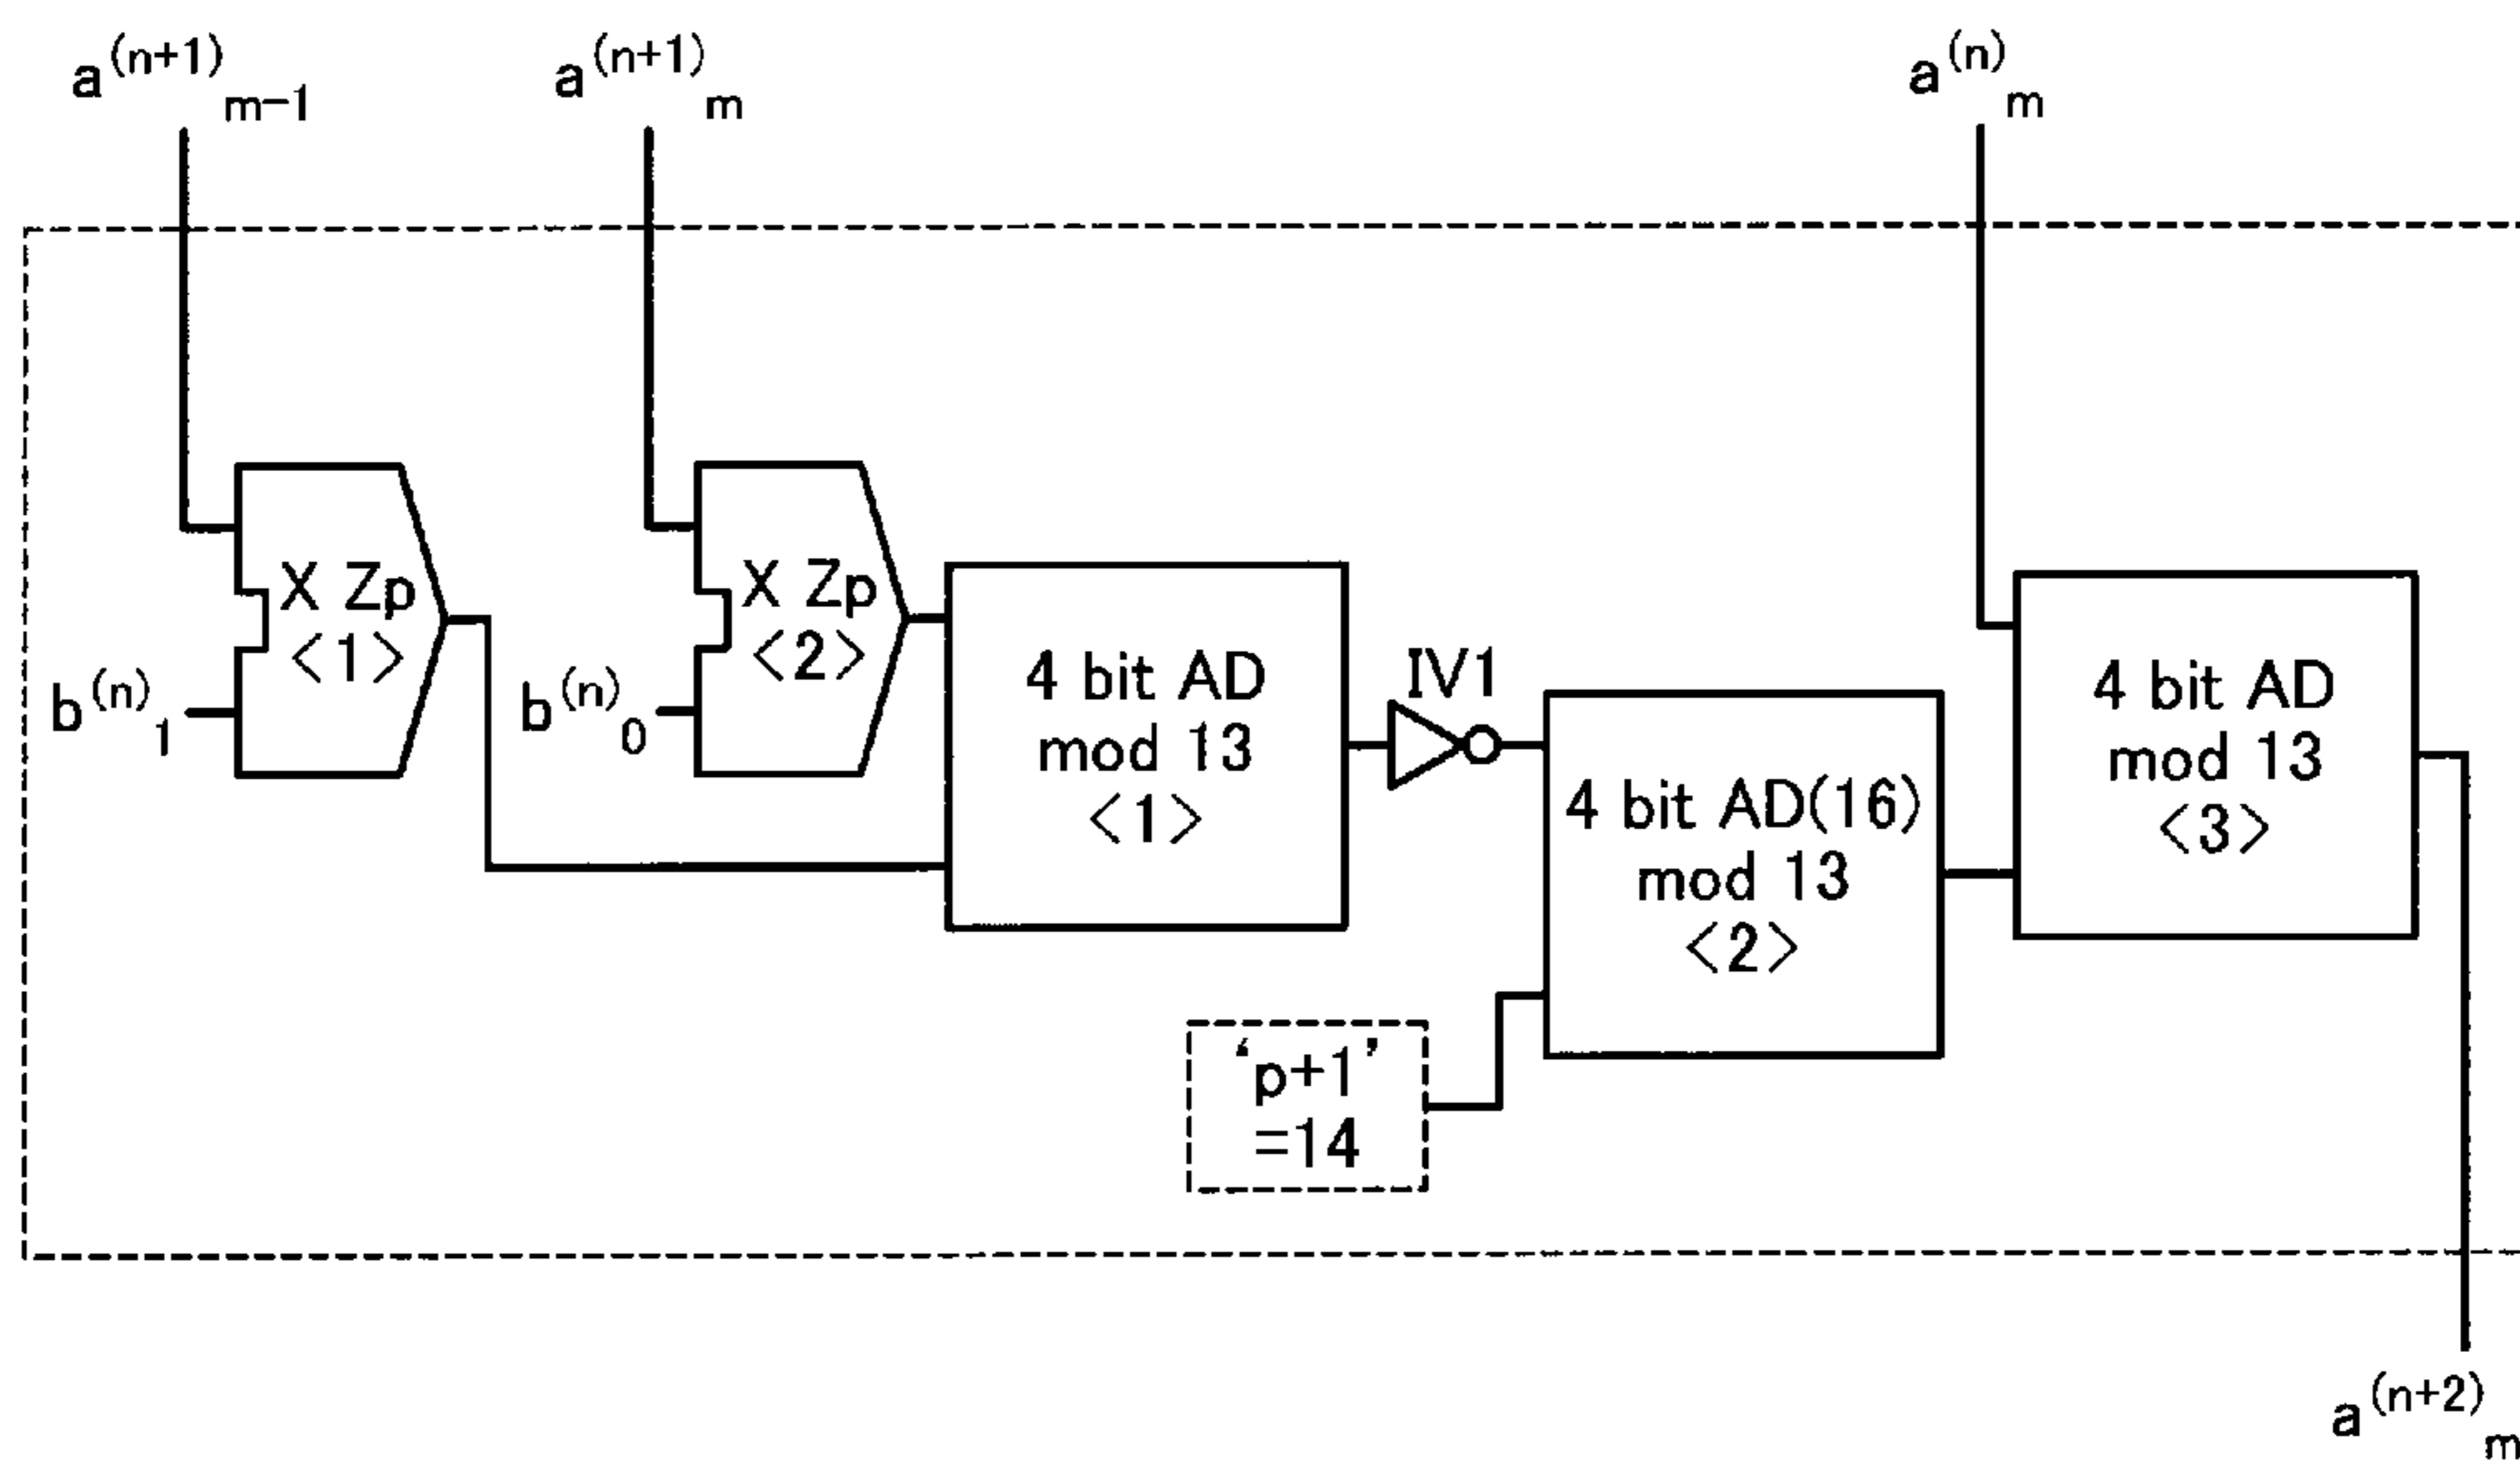 a(n+1)m-1
a(n+1)m
a(n)m
X Zp
<1>
b(n)1
X Zp
<2>
b(n)0
4 bit AD
mod 13
<1>
IV1
4 bit AD(16)
mod 13
<2>
4 bit AD
mod 13
<3>
‘p+1’
=14
a(n+2)m